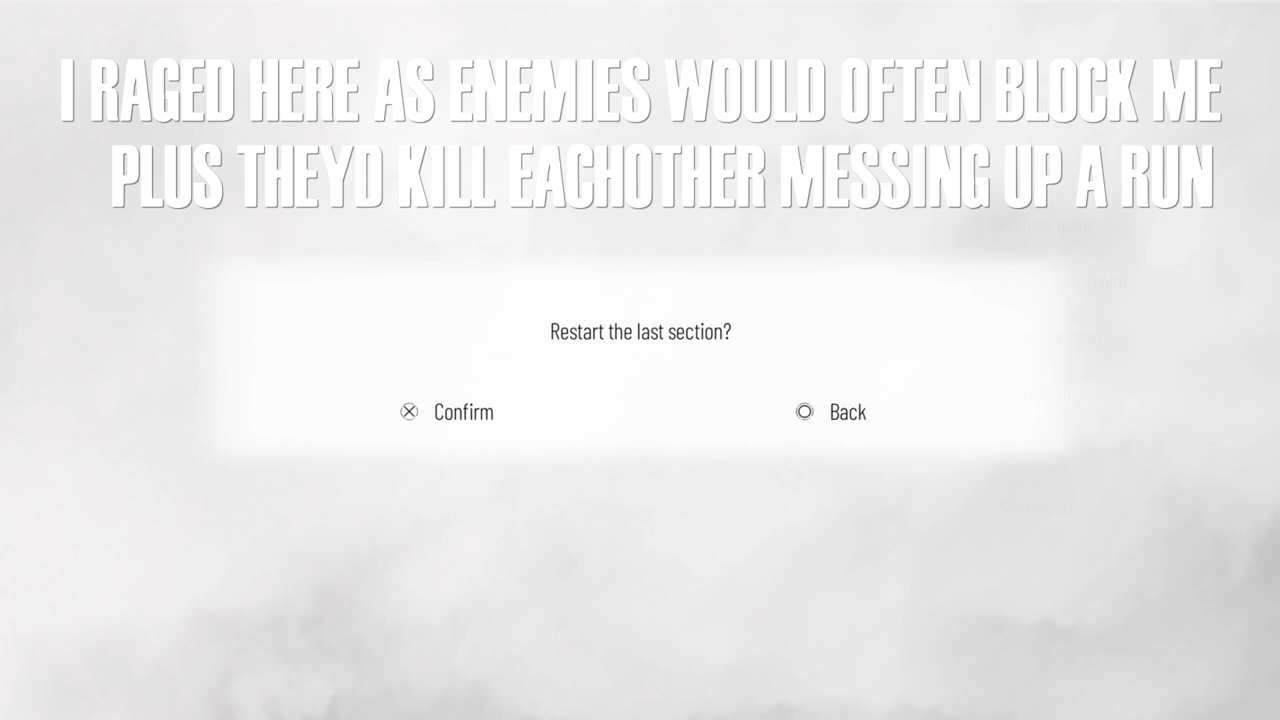 I RAGED HERE AS ENEMIES WOULD OFTEN BLOCK ME
PLUS THEYD KILL EACHOTHER MESSING UP A RUN
Restart the last section?
Confirm
Back